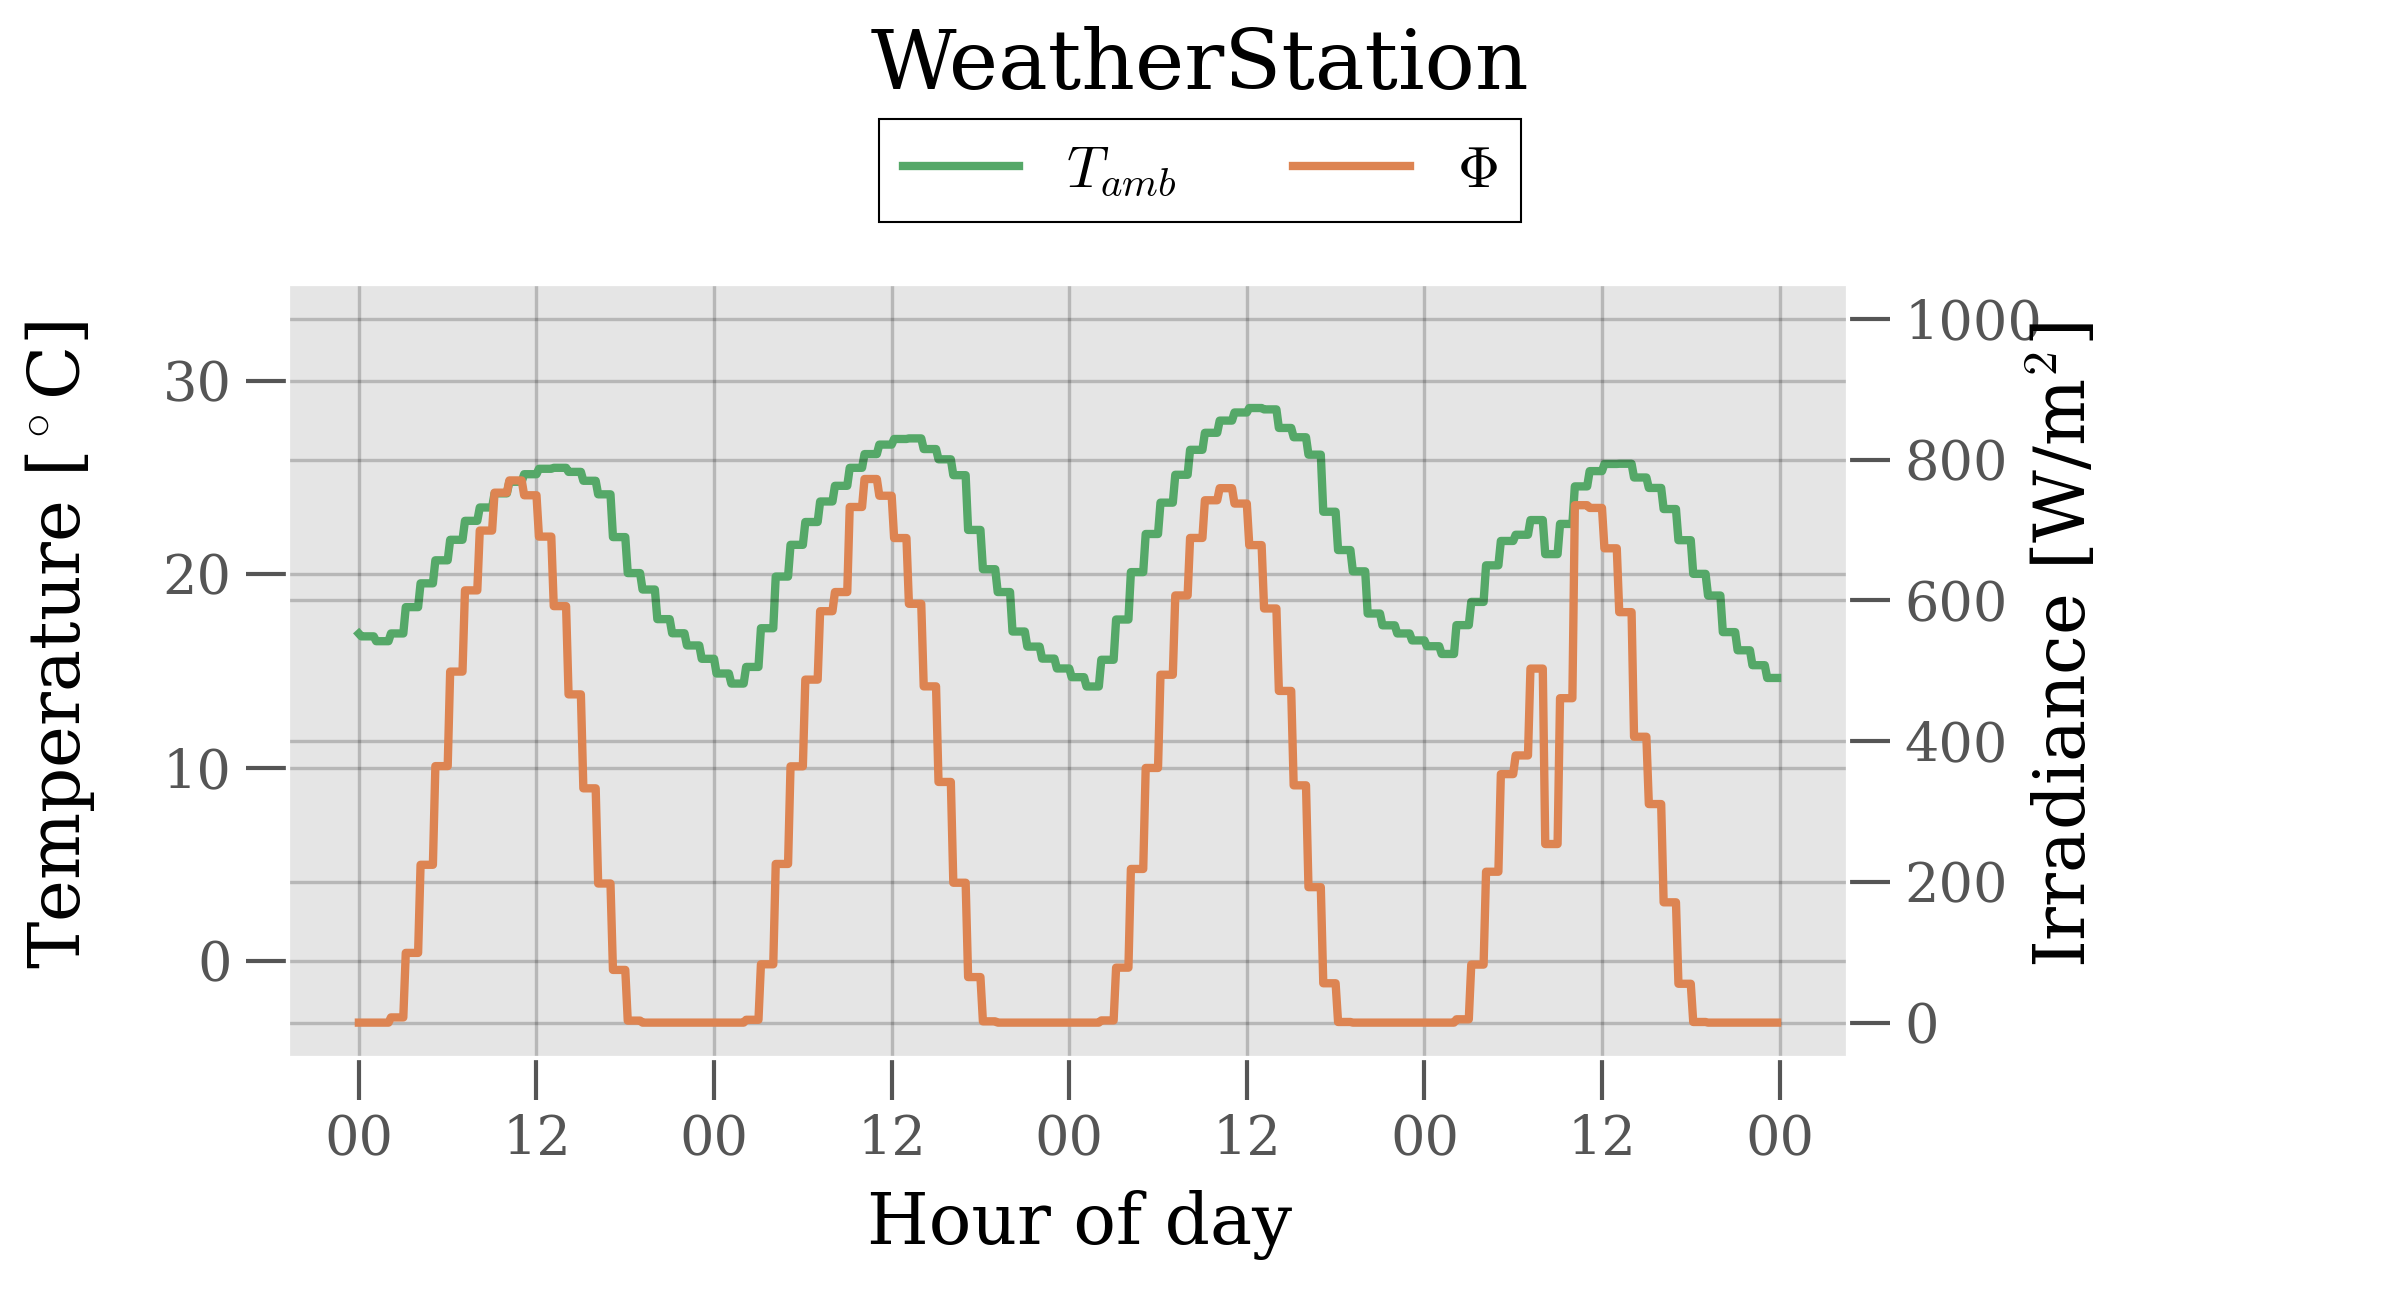 WeatherStation
T_amb Φ
Temperature [°C]
30
20
10
0
1000
800
600
400
200
0
Irradiance [W/m²]
00 12 00 12 00 12 00 12 00
Hour of day